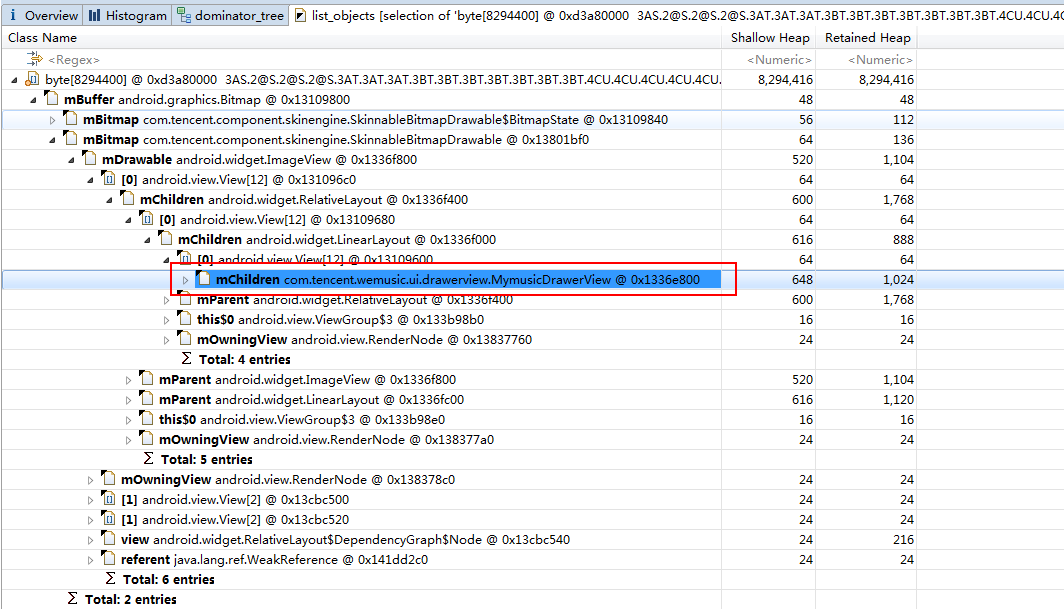 i Overview Histogram dominator_tree list_objects [selection of 'byte[8294400] @ 0xd3a80000 3AS.2@S.2@S.2@S.3AT.3AT.3AT.3BT.3BT.3BT.3BT.3BT.3BT.3BT.4CU.4CU.4C
Class Name Shallow Heap Retained Heap
<Regex> <Numeric> <Numeric>
byte[8294400] @ 0xd3a80000 3AS.2@S.2@S.2@S.3AT.3AT.3AT.3BT.3BT.3BT.3BT.3BT.3BT.3BT.4CU.4CU.4CU.4CU.4CU. 8,294,416 8,294,416
mBuffer android.graphics.Bitmap @ 0x13109800 48 48
mBitmap com.tencent.component.skinengine.SkinnableBitmapDrawable$BitmapState @ 0x13109840 56 112
mBitmap com.tencent.component.skinengine.SkinnableBitmapDrawable @ 0x13801bf0 64 136
mDrawable android.widget.ImageView @ 0x1336f800 520 1,104
[0] android.view.View[12] @ 0x131096c0 64 64
mChildren android.widget.RelativeLayout @ 0x1336f400 600 1,768
[0] android.view.View[12] @ 0x13109680 64 64
mChildren android.widget.LinearLayout @ 0x1336f000 616 888
[0] android.view.View[12] @ 0x13109600 64 64
mChildren com.tencent.wemusic.ui.drawerview.MymusicDrawerView @ 0x1336e800 648 1,024
mParent android.widget.RelativeLayout @ 0x1336f400 600 1,768
this$0 android.view.ViewGroup$3 @ 0x133b98b0 16 16
mOwningView android.view.RenderNode @ 0x13837760 24 24
Σ Total: 4 entries
mParent android.widget.ImageView @ 0x1336f800 520 1,104
mParent android.widget.LinearLayout @ 0x1336fc00 616 1,120
this$0 android.view.ViewGroup$3 @ 0x133b98e0 16 16
mOwningView android.view.RenderNode @ 0x138377a0 24 24
Σ Total: 5 entries
mOwningView android.view.RenderNode @ 0x138378c0 24 24
[1] android.view.View[2] @ 0x13cbc500 24 24
[1] android.view.View[2] @ 0x13cbc520 24 24
view android.widget.RelativeLayout$DependencyGraph$Node @ 0x13cbc540 24 216
referent java.lang.ref.WeakReference @ 0x141dd2c0 24 24
Σ Total: 6 entries
Σ Total: 2 entries